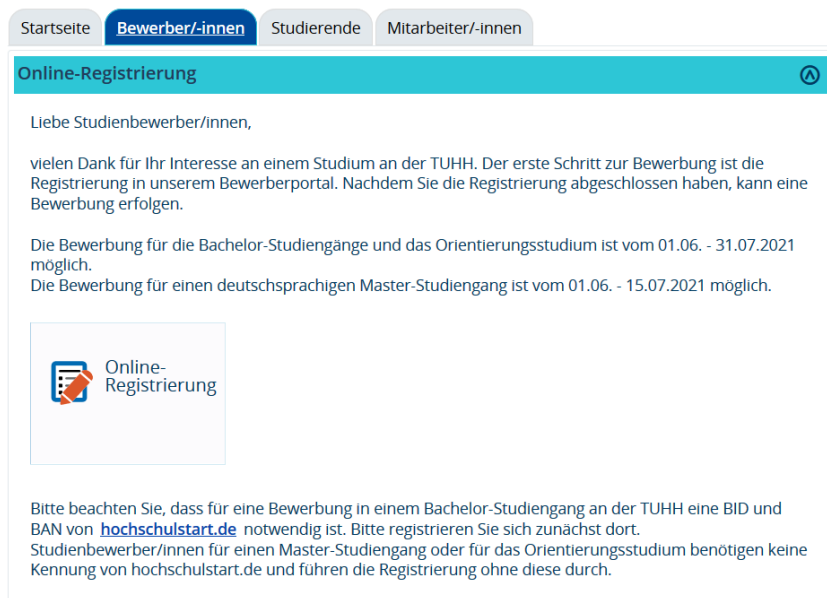 Startseite Bewerber/-innen Studierende Mitarbeiter/-innen
Online-Registrierung
Liebe Studienbewerber/innen,
vielen Dank für Ihr Interesse an einem Studium an der TUHH. Der erste Schritt zur Bewerbung ist die
Registrierung in unserem Bewerberportal. Nachdem Sie die Registrierung abgeschlossen haben, kann eine
Bewerbung erfolgen.
Die Bewerbung für die Bachelor-Studiengänge und das Orientierungsstudium ist vom 01.06. - 31.07.2021
möglich.
Die Bewerbung für einen deutschsprachigen Master-Studiengang ist vom 01.06. - 15.07.2021 möglich.
Online-
Registrierung
Bitte beachten Sie, dass für eine Bewerbung in einem Bachelor-Studiengang an der TUHH eine BID und
BAN von hochschulstart.de notwendig ist. Bitte registrieren Sie sich zunächst dort.
Studienbewerber/innen für einen Master-Studiengang oder für das Orientierungsstudium benötigen keine
Kennung von hochschulstart.de und führen die Registrierung ohne diese durch.